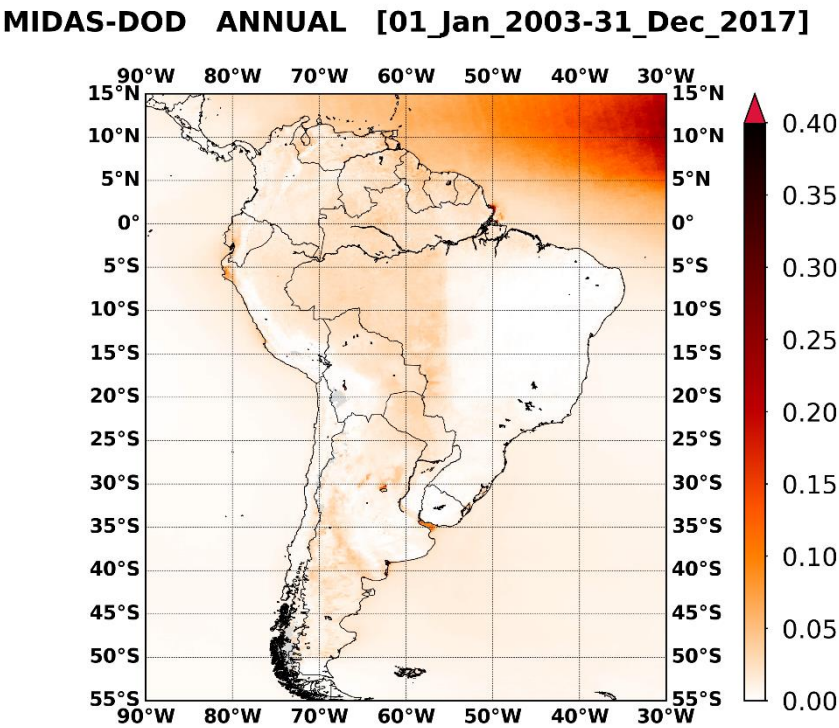 MIDAS-DOD ANNUAL [01_Jan_2003-31_Dec_2017]
90°W 80°W 70°W 60°W 50°W 40°W 30°W
15°N 15°N
10°N 10°N
5°N 5°N
0° 0°
5°S 5°S
10°S 10°S
15°S 15°S
20°S 20°S
25°S 25°S
30°S 30°S
35°S 35°S
40°S 40°S
45°S 45°S
50°S 50°S
55°S 55°S
90°W 80°W 70°W 60°W 50°W 40°W 30°W
0.40
0.35
0.30
0.25
0.20
0.15
0.10
0.05
0.00